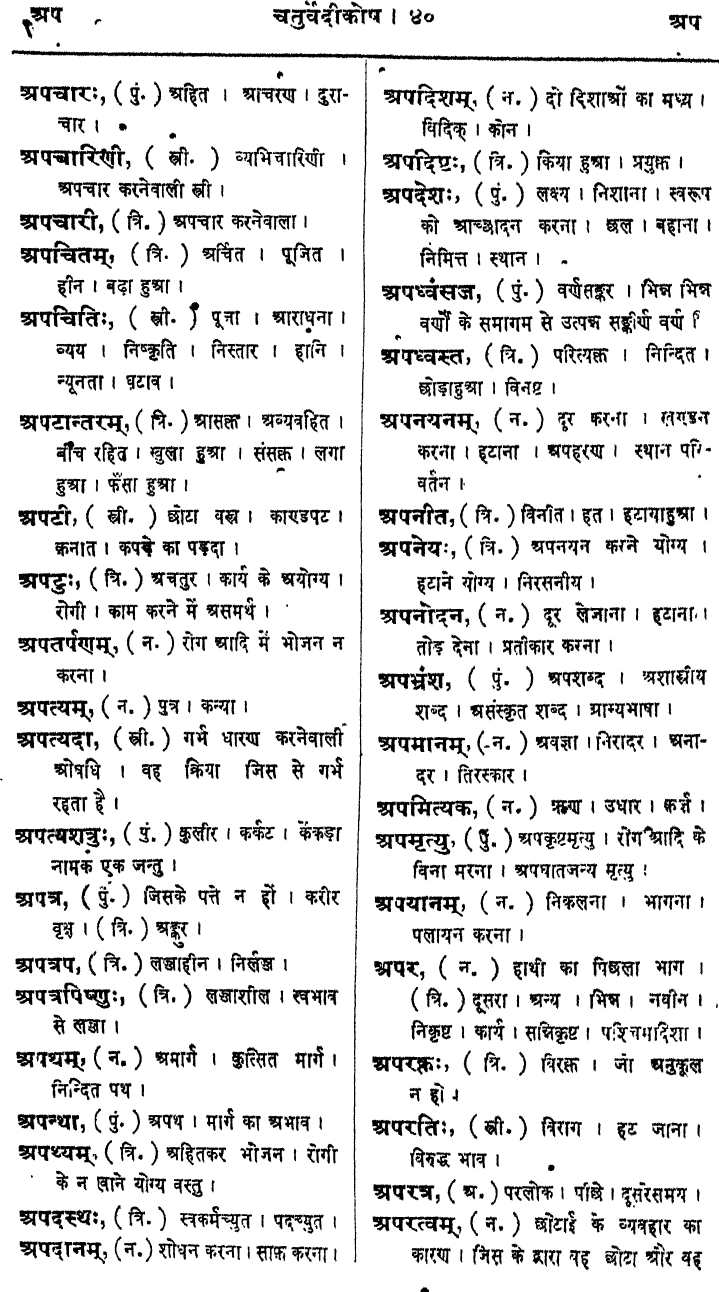 अप
चतुर्वेदीकोष । ४०
अप
अपचारः, ( पुं. ) अहित । आचरण । दुरा-
चार ।
अपचारिणी, ( स्त्री. ) व्यभिचारिणी ।
अपचार करनेवाली स्त्री ।
अपचारी, ( त्रि. ) अपचार करनेवाला ।
अपचितम्, ( त्रि. ) अर्चित । पूजित ।
हीन । बढ़ा हुआ ।
अपचितिः, ( स्त्री. ) पूजा । आराधना ।
व्यय । निष्कृति । निस्तार । हानि ।
न्यूनता । घटाव ।
अपटान्तरम्, ( त्रि. ) आसक्त । अव्यवहित ।
बीच रहित । खुला हुआ । संसक्त । लगा
हुआ । फँसा हुआ ।
अपटी, ( स्त्री. ) छोटा वस्त्र । काण्डपट ।
क़नात । कपड़े का पड़दा ।
अपटुः, ( त्रि. ) अचतुर । कार्य के अयोग्य ।
रोगी । काम करने में असमर्थ ।
अपतर्पणम्, ( न. ) रोग आदि में भोजन न
करना ।
अपत्यम्, ( न. ) पुत्र । कन्या ।
अपत्यदा, ( स्त्री. ) गर्भ धारण करनेवाली
ओषधि । वह क्रिया जिस से गर्भ
रहता है ।
अपत्यशत्रुः, ( पुं. ) कुलीर । कर्कट । केंकड़ा
नामक एक जन्तु ।
अपत्र, ( पुं. ) जिसके पत्ते न हों । करीर
वृक्ष । ( त्रि. ) अङ्कुर ।
अपत्रप, ( त्रि. ) लज्जाहीन । निर्लज्ज ।
अपत्रपिष्णुः, ( त्रि. ) लज्जाशील । स्वभाव
से लज्जा ।
अपथम्, ( न. ) अमार्ग । कुत्सित मार्ग ।
निन्दित पथ ।
अपन्था, ( पुं. ) अपथ । मार्ग का अभाव ।
अपथ्यम्, ( त्रि. ) अहितकर भोजन । रोगी
के न खाने योग्य वस्तु ।
अपदस्थः, ( त्रि. ) स्वकर्मच्युत । पदच्युत ।
अपदानम्, ( न. ) शोधन करना । साफ़ करना ।
अपदिशम्, ( न. ) दो दिशाओं का मध्य ।
विदिक् । कोन ।
अपदिष्टः, ( त्रि. ) किया हुआ । प्रयुक्त ।
अपदेशः, ( पुं. ) लक्ष्य । निशाना । स्वरूप
को आच्छादन करना । छल । बहाना ।
निमित्त । स्थान ।
अपध्वंसज, ( पुं. ) वर्णसङ्कर । भिन्न भिन्न
वर्णों के समागम से उत्पन्न सङ्कीर्ण वर्ण ।
अपध्वस्त, ( त्रि. ) परित्यक्त । निन्दित ।
छोड़ाहुआ । विनष्ट ।
अपनयनम्, ( न. ) दूर करना । खण्डन
करना । हटाना । अपहरण । स्थान परि-
वर्तन ।
अपनीत, ( त्रि. ) विनीत । हत । हटायाहुआ ।
अपनेयः, ( त्रि. ) अपनयन करने योग्य ।
हटाने योग्य । निरसनीय ।
अपनोदन, ( न. ) दूर लेजाना । हटाना ।
तोड़ देना । प्रतीकार करना ।
अपभ्रंश, ( पुं. ) अपशब्द । अशास्त्रीय
शब्द । असंस्कृत शब्द । ग्राम्यभाषा ।
अपमानम्, ( न. ) अवज्ञा । निरादर । अना-
दर । तिरस्कार ।
अपमित्यक, ( न. ) ऋण । उधार । क़र्ज़ ।
अपमृत्यु, ( पुं. ) अपकृष्टमृत्यु । रोग आदि के
विना मरना । अपघातजन्य मृत्यु ।
अपयानम्, ( न. ) निकलना । भागना ।
पलायन करना ।
अपर, ( न. ) हाथी का पिछला भाग ।
( त्रि. ) दूसरा । अन्य । भिन्न । नवीन ।
निकृष्ट । कार्य । सन्निकृष्ट । पश्चिमदिशा ।
अपरक्तः, ( त्रि. ) विरक्त । जो अनुकूल
न हो ।
अपरतिः, ( स्त्री. ) विराग । हट जाना ।
विरुद्ध भाव ।
अपरत्र, ( अ. ) परलोक । पीछे । दूसरेसमय ।
अपरत्वम्, ( न. ) छोटाई के व्यवहार का
कारण । जिस के द्वारा वह छोटा और यह